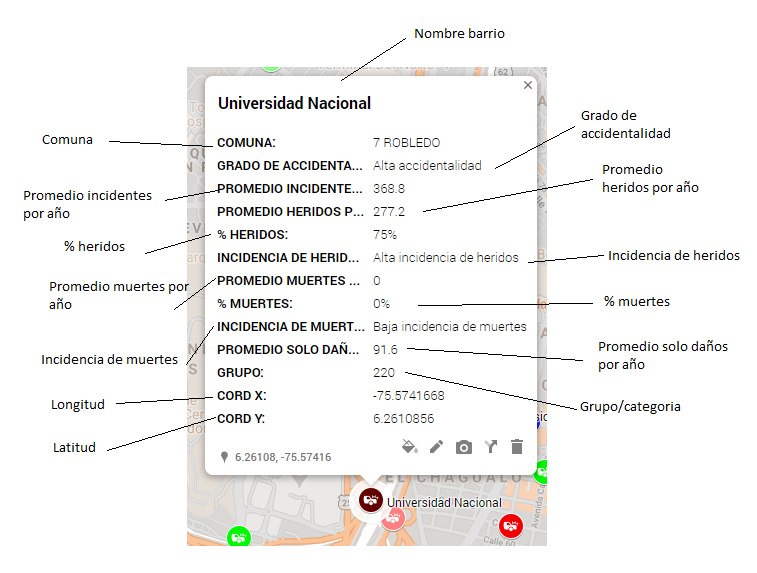 Nombre barrio
62
Universidad Nacional
Comuna
COMUNA:
7 ROBLEDO
Grado de
accidentalidad
GRADO DE ACCIDENTA...
Alta accidentalidad
Promedio
heridos por año
Promedio incidentes
por año
PROMEDIO INCIDENTE...
368.8
PROMEDIO HERIDOS P...
277.2
% heridos
% HERIDOS:
75%
Incidencia de heridos
INCIDENCIA DE HERID...
Alta incidencia de heridos
Promedio muertes por
año
PROMEDIO MUERTES ...
0
% muertes
% MUERTES:
0%
Incidencia de muertes
INCIDENCIA DE MUERT...
Baja incidencia de muertes
Promedio solo daños
por año
PROMEDIO SOLO DAÑ...
91.6
GRUPO:
220
Grupo/categoria
Longitud
CORD X:
-75.5741668
Latitud
CORD Y:
6.2610856
6.26108, -75.57416
EL CHAGUALO
Universidad Nacional
Calle 60